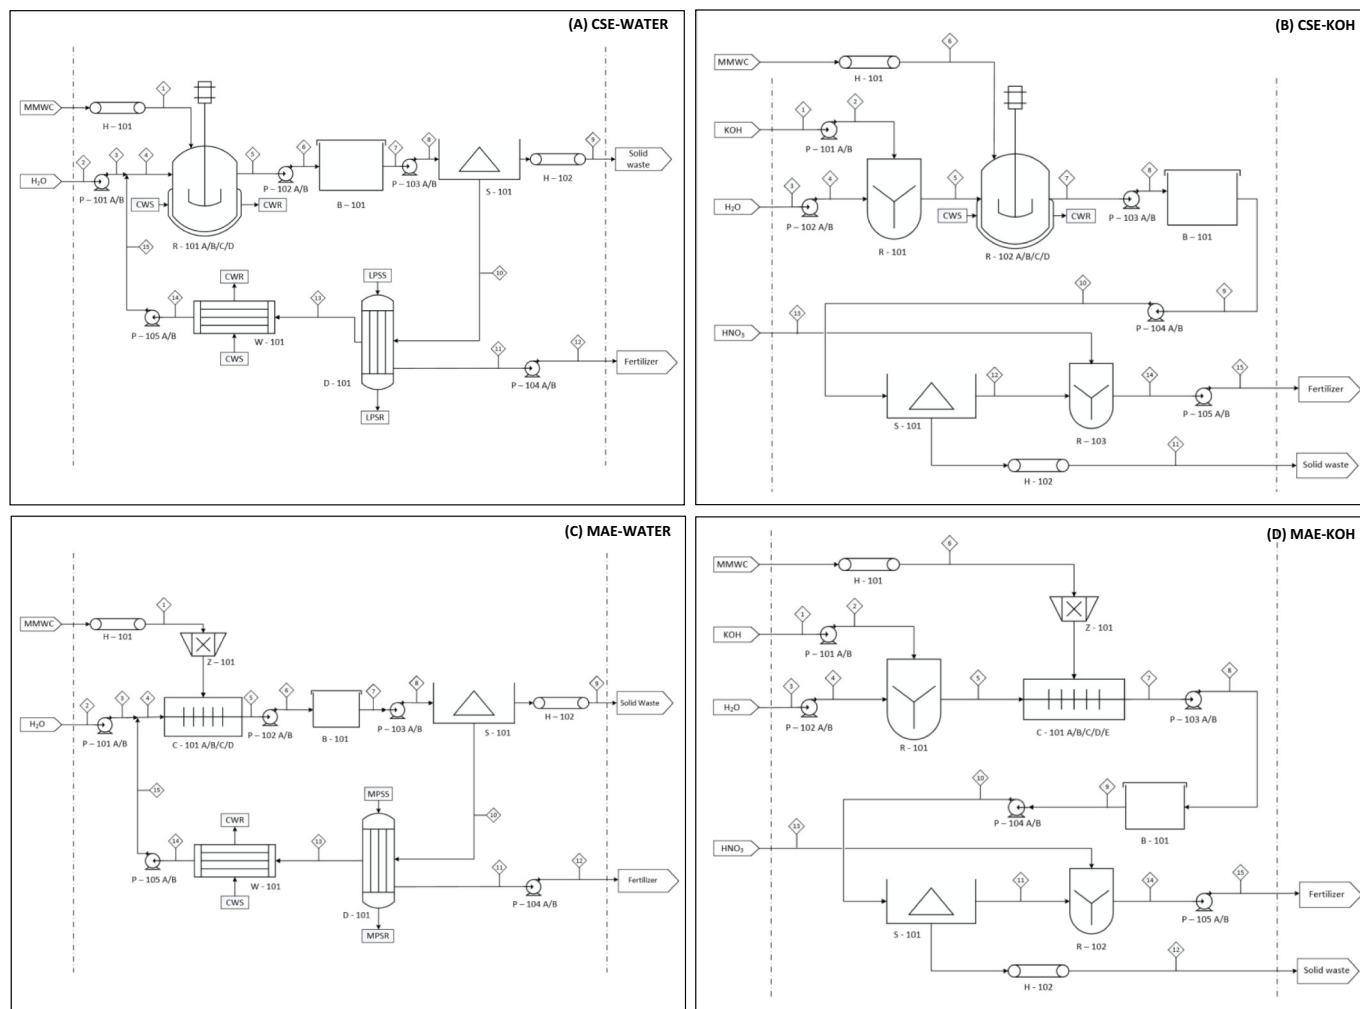 (A) CSE-WATER
1
MMWC
H – 101
2
3
4
5
6
7
8
9
H₂O
P – 101 A/B
P – 102 A/B
P – 103 A/B
Solid
waste
H – 102
CWS
CWR
B – 101
S - 101
R - 101 A/B/C/D
15
10
CWR
LPSS
14
13
P – 105 A/B
W - 101
CWS
11
12
Fertilizer
D - 101
P – 104 A/B
LPSR
(B) CSE-KOH
6
MMWC
H - 101
1
2
KOH
P - 101 A/B
3
4
5
7
8
H₂O
P – 102 A/B
CWS
CWR
P – 103 A/B
R - 101
R - 102 A/B/C/D
B – 101
10
9
13
HNO₃
P – 104 A/B
12
14
15
Fertilizer
S - 101
R – 103
P – 105 A/B
11
Solid waste
H – 102
(C) MAE-WATER
1
MMWC
H – 101
Z – 101
2
3
4
5
6
7
8
9
H₂O
Solid Waste
P – 101 A/B
P – 102 A/B
P – 103 A/B
H – 102
C - 101 A/B/C/D
B - 101
S - 101
15
MPSS
10
CWR
14
13
P – 105 A/B
W - 101
CWS
11
12
Fertilizer
P – 104 A/B
D - 101
MPSR
(D) MAE-KOH
6
MMWC
H - 101
Z - 101
1
2
KOH
P - 101 A/B
3
4
5
7
8
H₂O
P – 102 A/B
P – 103 A/B
R - 101
C - 101 A/B/C/D/E
10
9
P – 104 A/B
13
HNO₃
B – 101
11
14
15
Fertilizer
S - 101
R – 102
P – 105 A/B
12
Solid waste
H – 102